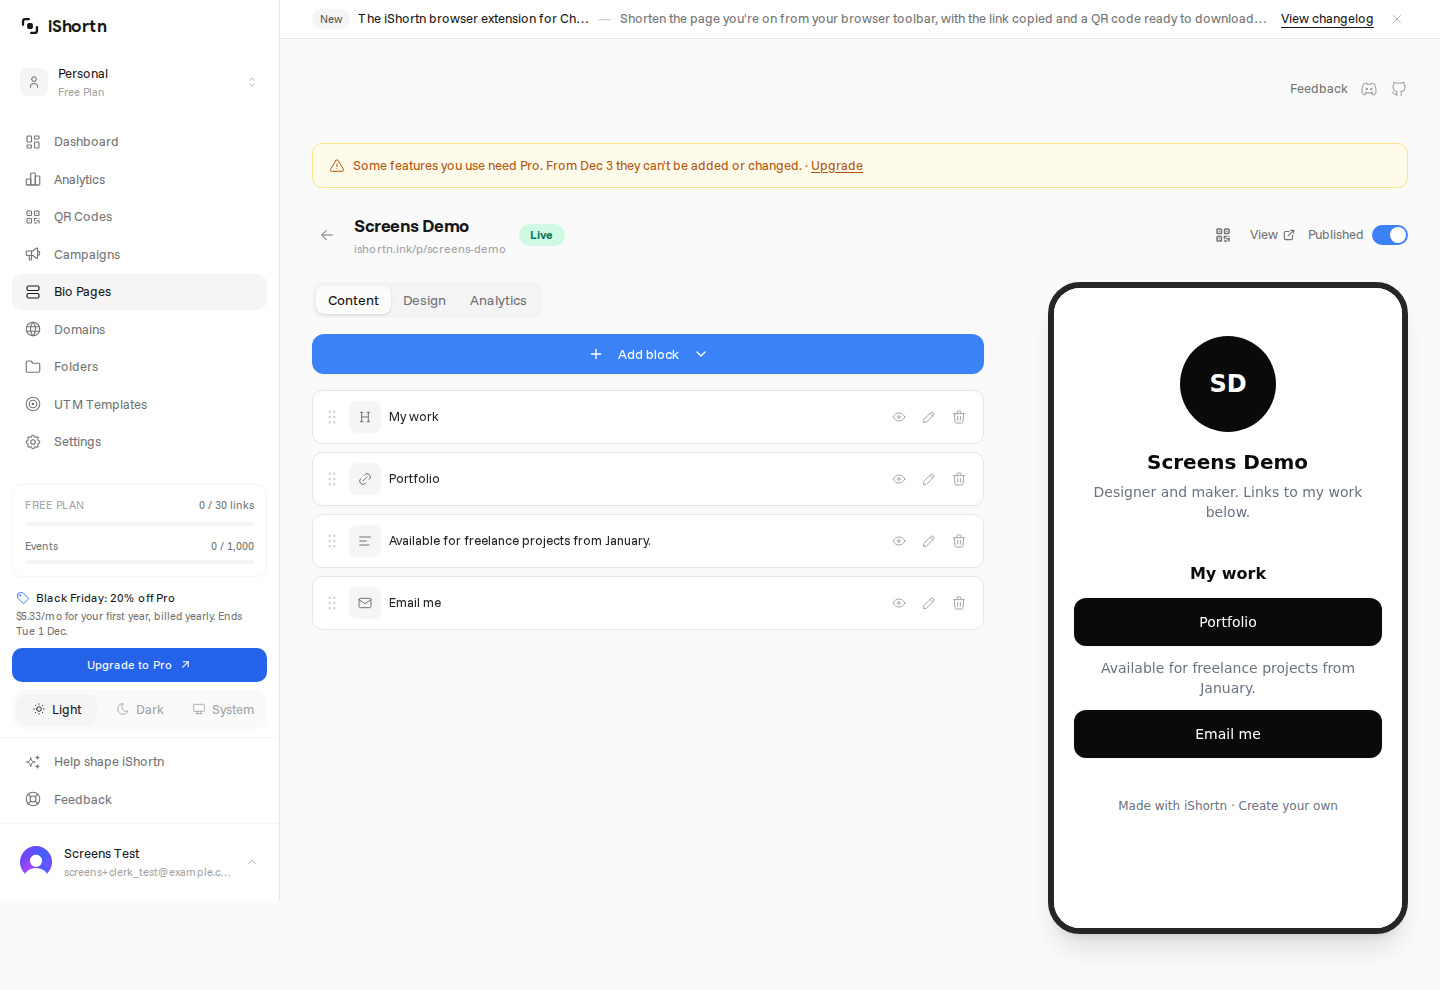 iShortn
Personal
Free Plan
Dashboard
Analytics
QR Codes
Campaigns
Bio Pages
Domains
Folders
UTM Templates
Settings
FREE PLAN 0 / 30 links
Events 0 / 1,000
Black Friday: 20% off Pro
$5.33/mo for your first year, billed yearly. Ends
Tue 1 Dec.
Upgrade to Pro
Light Dark System
Help shape iShortn
Feedback
Screens Test
screens+clerk_test@example.c...
New The iShortn browser extension for Ch... — Shorten the page you're on from your browser toolbar, with the link copied and a QR code ready to download... View changelog
Feedback
Some features you use need Pro. From Dec 3 they can't be added or changed. · Upgrade
Screens Demo
ishortn.ink/p/screens-demo
Live
View Published
Content Design Analytics
Add block
My work
Portfolio
Available for freelance projects from January.
Email me
SD
Screens Demo
Designer and maker. Links to my work
below.
My work
Portfolio
Available for freelance projects from
January.
Email me
Made with iShortn · Create your own